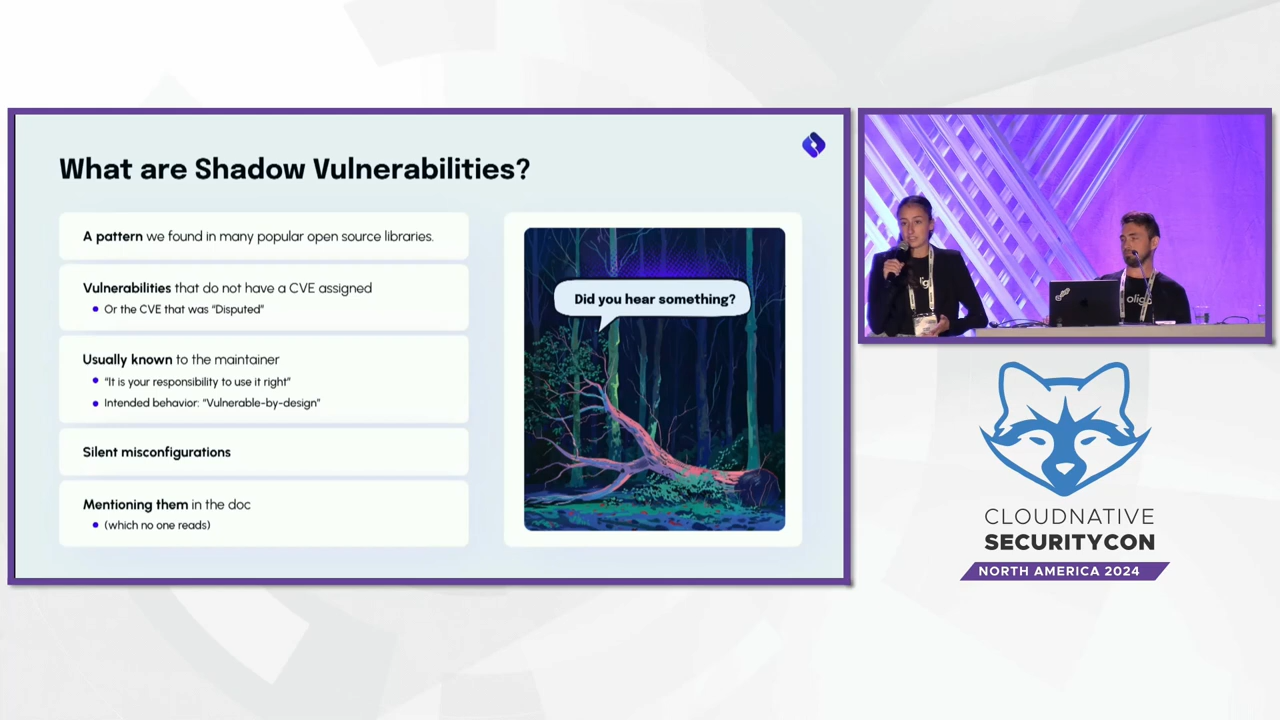 What are Shadow Vulnerabilities?
A pattern we found in many popular open source libraries.
Vulnerabilities that do not have a CVE assigned
Or the CVE that was “Disputed”
Usually known to the maintainer
“It is your responsibility to use it right”
Intended behavior: “Vulnerable-by-design”
Silent misconfigurations
Mentioning them in the doc
(which no one reads)
Did you hear something?
oligo
CLOUDNATIVE
SECURITYCON
NORTH AMERICA 2024